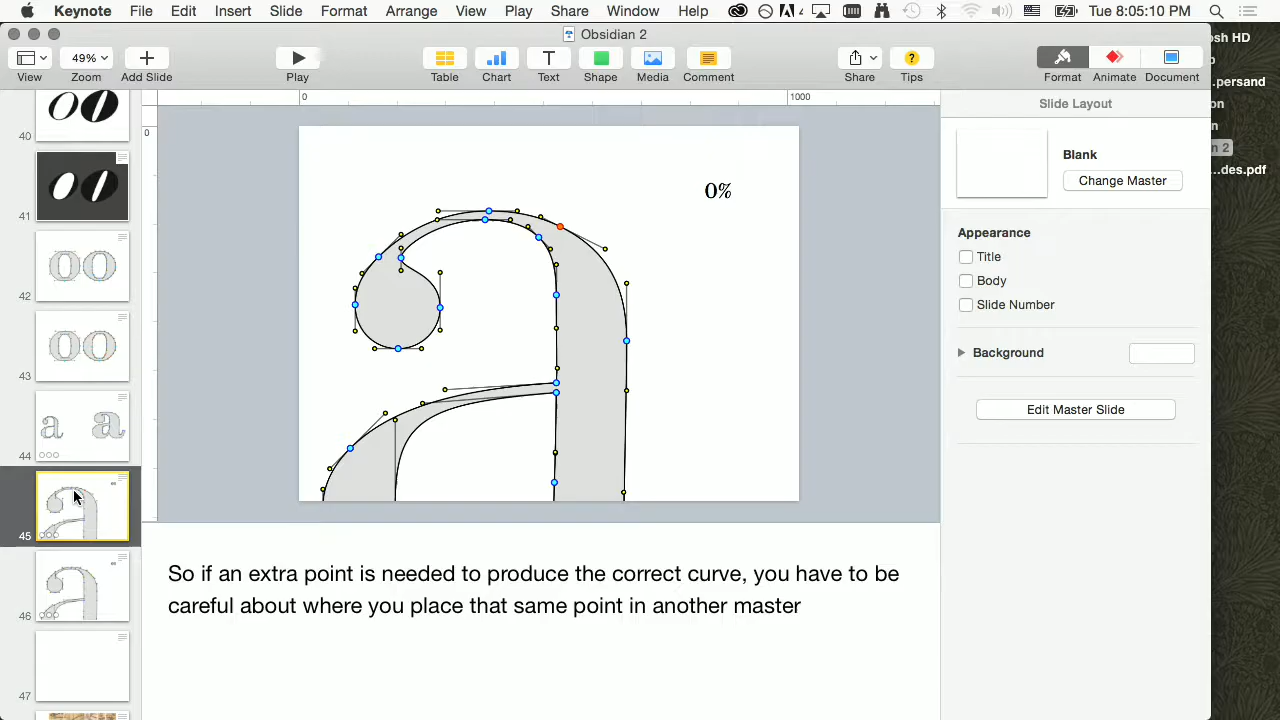 Keynote File Edit Insert Slide Format Arrange View Play Share Window Help 4 Tue 8:05:10 PM
Obsidian 2
osh HD
49%
View Zoom Add Slide Play Table Chart Text Shape Media Comment Share Tips Format Animate Document
...persand
0 1000
Slide Layout
0
40
Blank
Change Master
n 2
...des.pdf
0%
41
Appearance
Title
Body
Slide Number
42
Background
43
Edit Master Slide
a a
44
45
So if an extra point is needed to produce the correct curve, you have to be
careful about where you place that same point in another master
46
47